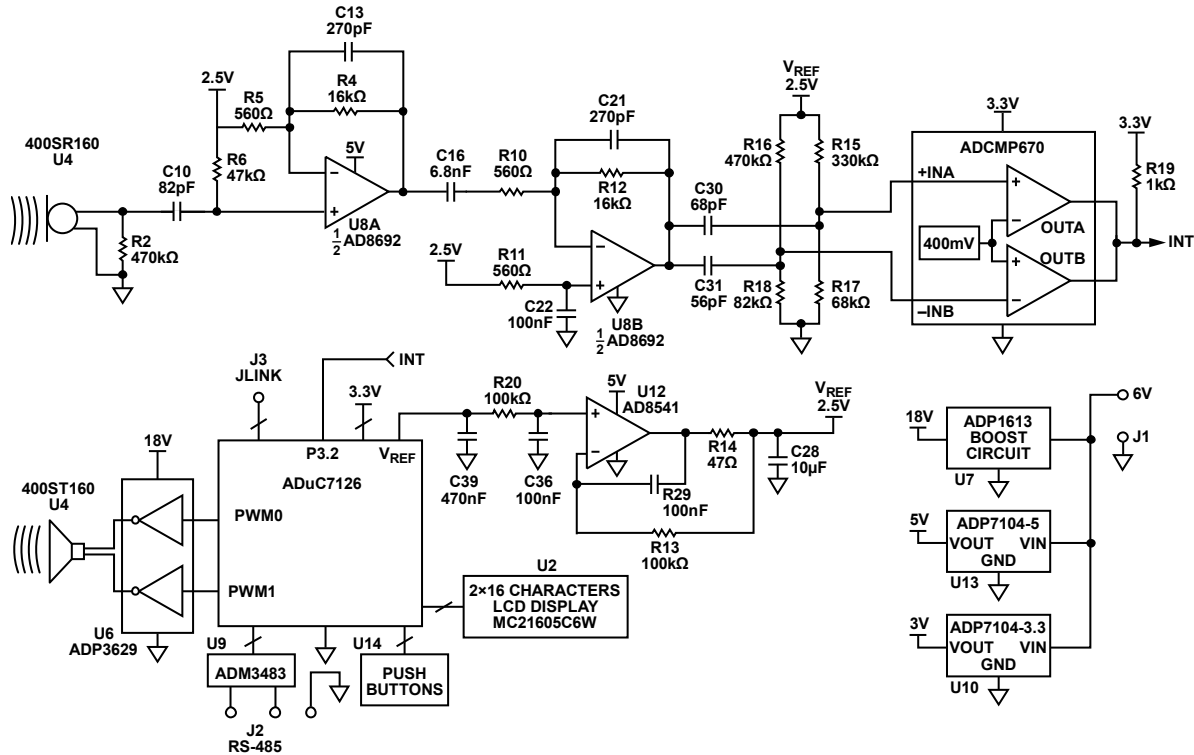 C13
270pF
2.5V
R5
560Ω
R4
16kΩ
400SR160
U4
C10
82pF
R6
47kΩ
R2
470kΩ
5V
−
+
U8A
1/2 AD8692
C16
6.8nF
R10
560Ω
C21
270pF
R12
16kΩ
2.5V
R11
560Ω
C22
100nF
−
+
U8B
1/2 AD8692
C30
68pF
C31
56pF
VREF
2.5V
R16
470kΩ
R15
330kΩ
R18
82kΩ
R17
68kΩ
3.3V
ADCMP670
+INA
−INB
400mV
+
−
OUTA
+
−
OUTB
3.3V
R19
1kΩ
INT
J3
JLINK
INT
3.3V
18V
P3.2
VREF
ADuC7126
PWM0
PWM1
400ST160
U4
U6
ADP3629
U9
ADM3483
J2
RS-485
U14
PUSH
BUTTONS
U2
2×16 CHARACTERS
LCD DISPLAY
MC21605C6W
R20
100kΩ
C39
470nF
C36
100nF
5V
U12
AD8541
+
−
R14
47Ω
R29
100nF
R13
100kΩ
VREF
2.5V
C28
10µF
18V
ADP1613
BOOST
CIRCUIT
U7
6V
J1
5V
ADP7104-5
VOUT VIN
GND
U13
3V
ADP7104-3.3
VOUT VIN
GND
U10